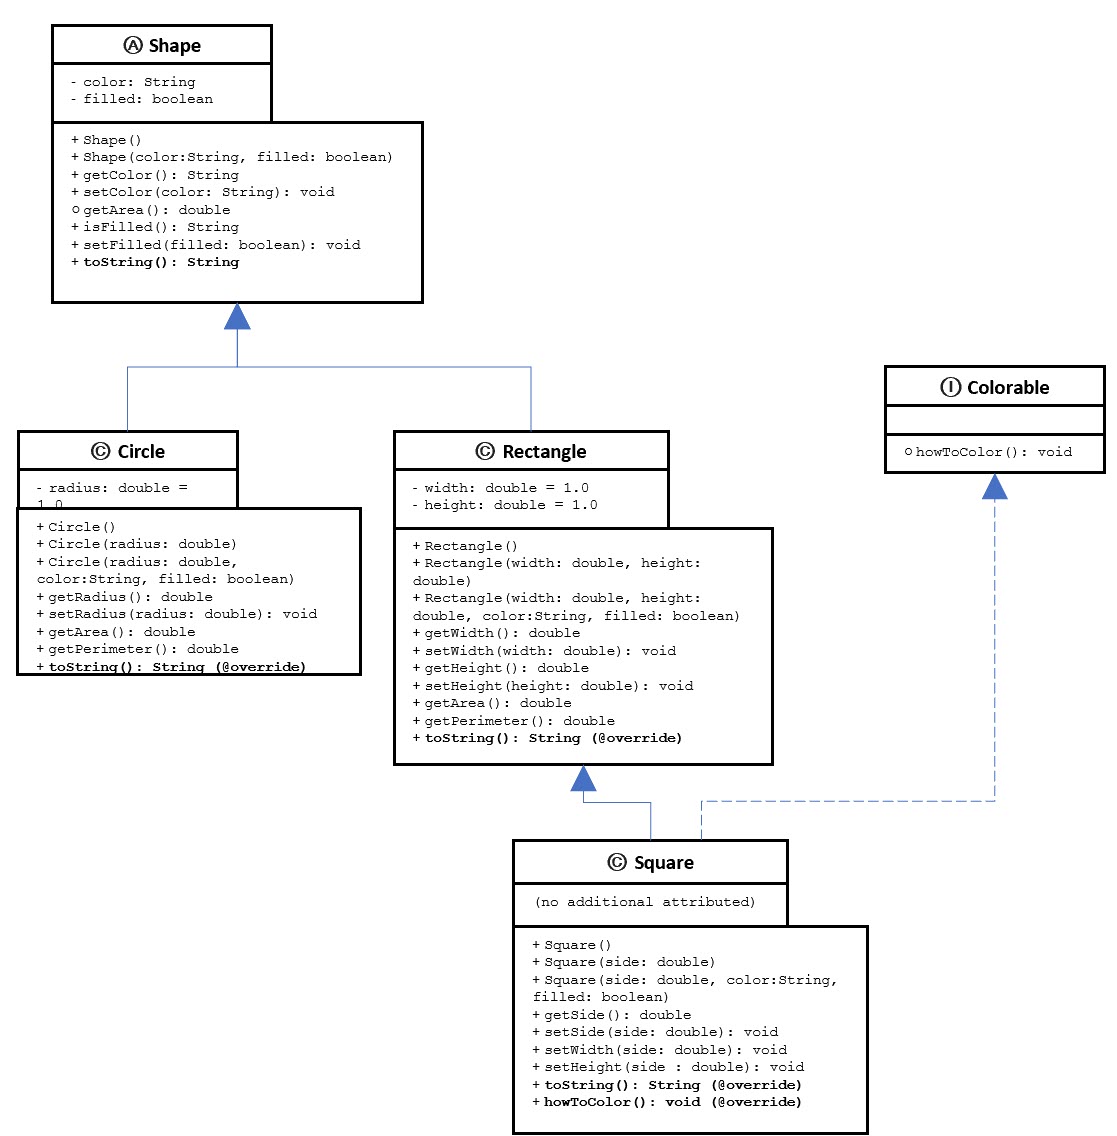 Ⓐ Shape
- color: String
- filled: boolean
+ Shape()
+ Shape(color:String, filled: boolean)
+ getColor(): String
+ setColor(color: String): void
o getArea(): double
+ isFilled(): String
+ setFilled(filled: boolean): void
+ toString(): String
Ⓘ Colorable
o howToColor(): void
Ⓒ Circle
- radius: double =
1.0
+ Circle()
+ Circle(radius: double)
+ Circle(radius: double,
color:String, filled: boolean)
+ getRadius(): double
+ setRadius(radius: double): void
+ getArea(): double
+ getPerimeter(): double
+ toString(): String (@override)
Ⓒ Rectangle
- width: double = 1.0
- height: double = 1.0
+ Rectangle()
+ Rectangle(width: double, height:
double)
+ Rectangle(width: double, height:
double, color:String, filled: boolean)
+ getWidth(): double
+ setWidth(width: double): void
+ getHeight(): double
+ setHeight(height: double): void
+ getArea(): double
+ getPerimeter(): double
+ toString(): String (@override)
Ⓒ Square
(no additional attributed)
+ Square()
+ Square(side: double)
+ Square(side: double, color:String,
filled: boolean)
+ getSide(): double
+ setSide(side: double): void
+ setWidth(side: double): void
+ setHeight(side : double): void
+ toString(): String (@override)
+ howToColor(): void (@override)